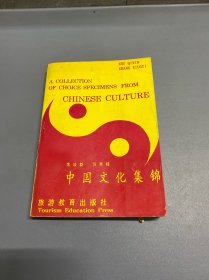 A COLLECTION
OF CHOICE SPECIMENS FROM
CHINESE CULTURE
中国文化集锦
旅游教育出版社
Tourism Education Press